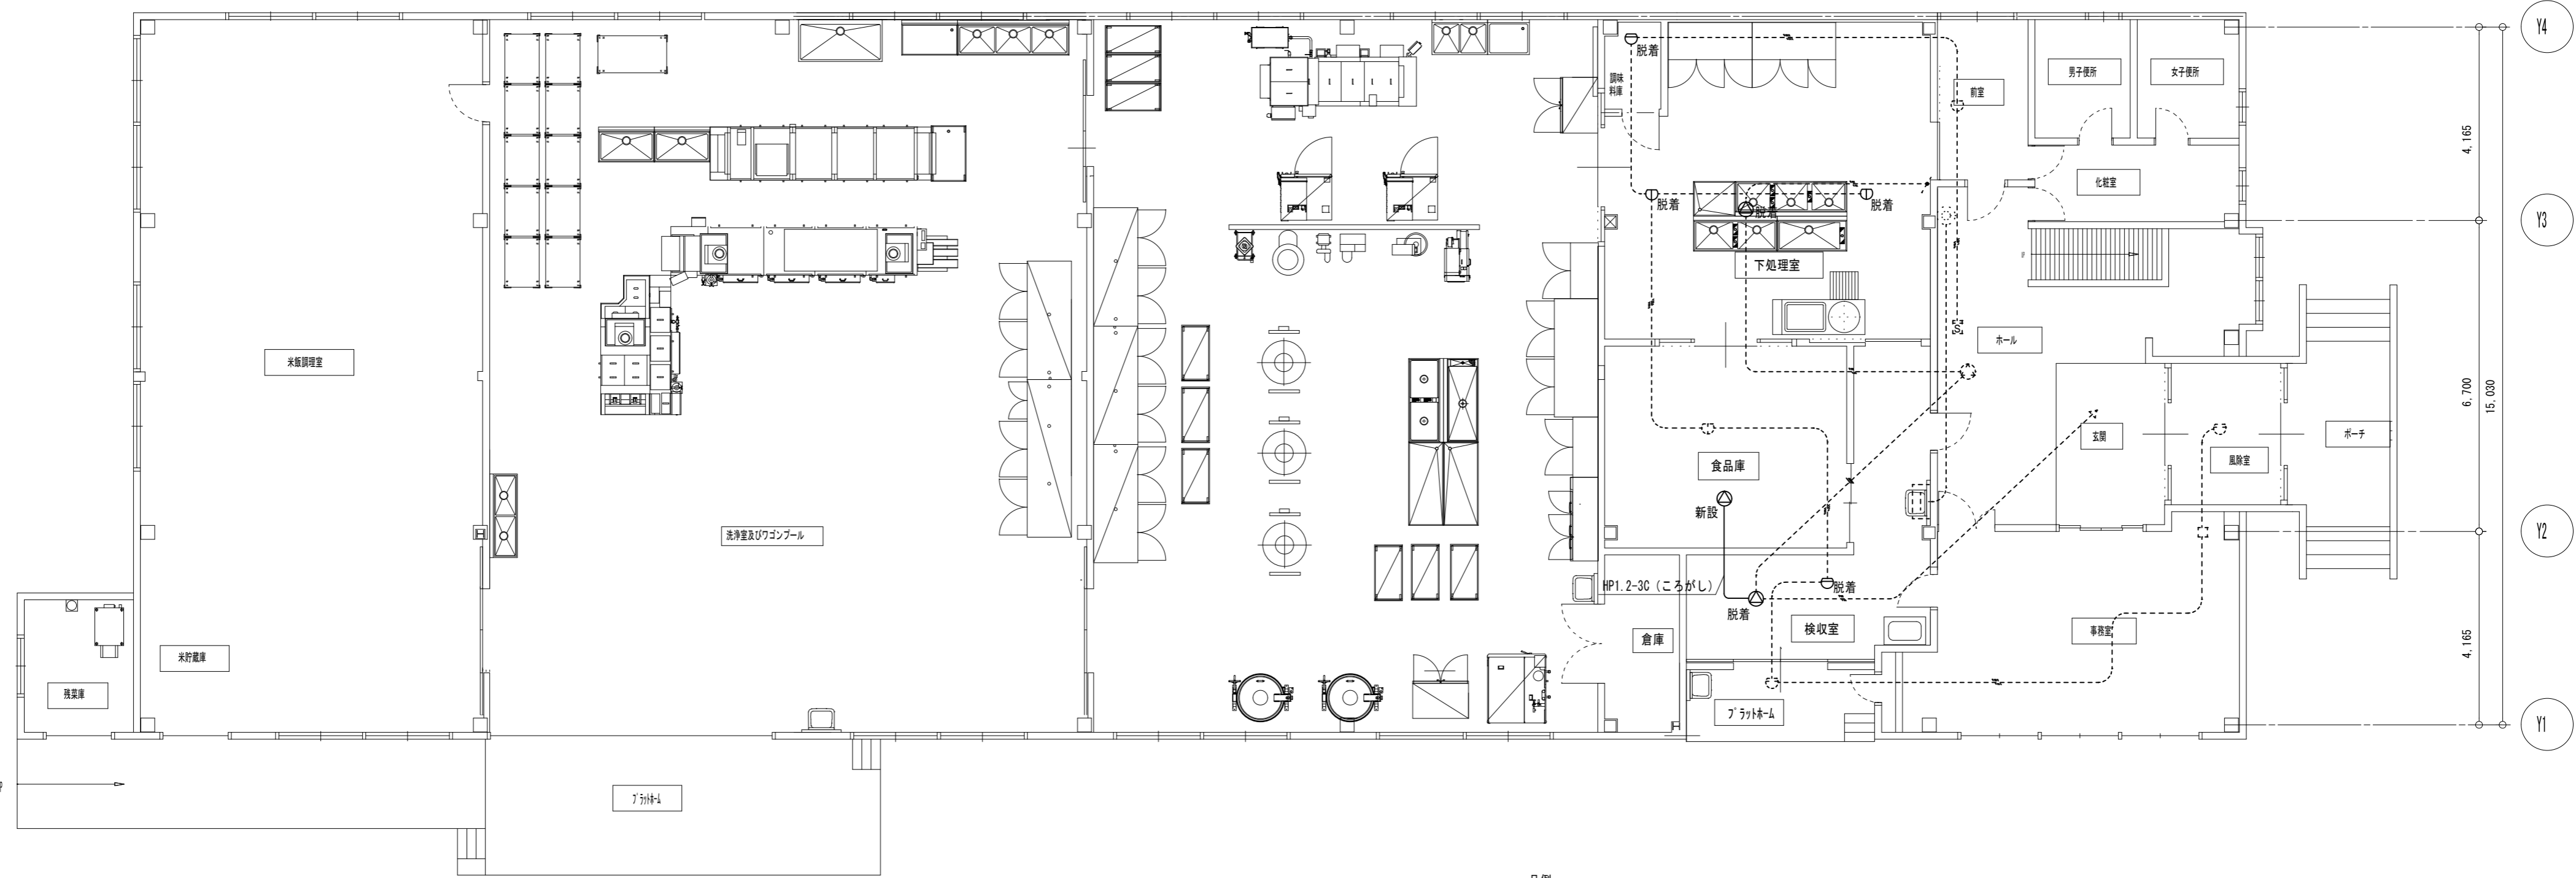 Y4
脱着
調味
料庫
男子便所
女子便所
前室
4,165
化粧室
脱着
脱着
脱着
Y3
下処理室
S
ホール
米飯調理室
6,700
15,030
玄関
ポーチ
風除室
食品庫
新設
洗浄室及びワゴンプール
Y2
HP1.2-3C (ころがし)
脱着
脱着
検収室
倉庫
事務室
4,165
米貯蔵庫
残菜庫
プラットホーム
Y1
プラットホーム